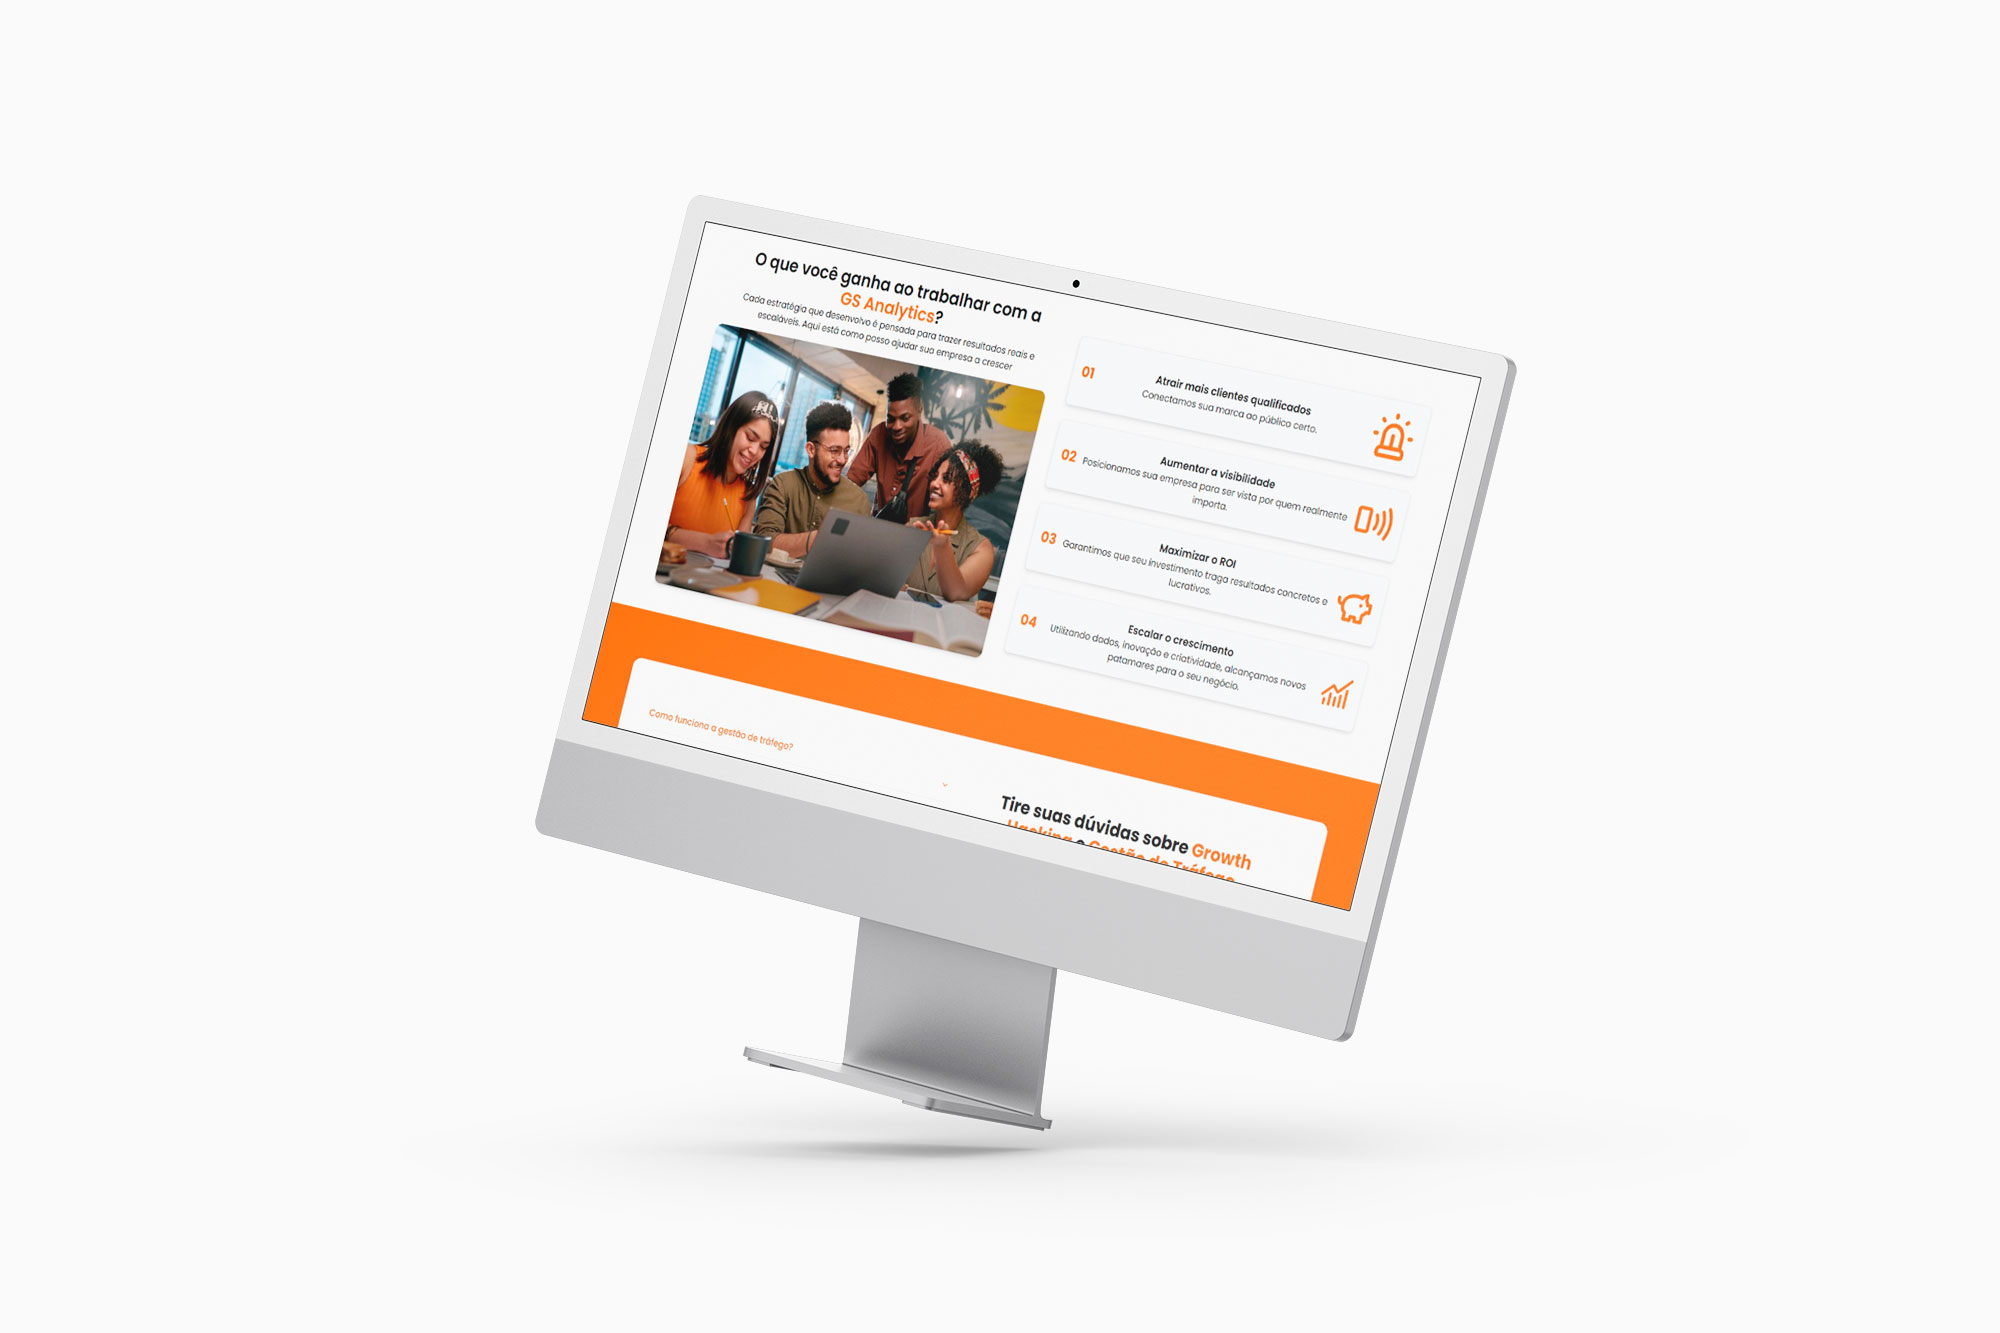 O que você ganha ao trabalhar com a
GS Analytics?
Cada estratégia que desenvolvo é pensada para trazer resultados reais e
escaláveis. Aqui está como posso ajudar sua empresa a crescer
01
Atrair mais clientes qualificados
Conectamos sua marca ao público certo.
02
Aumentar a visibilidade
Posicionamos sua empresa para ser vista por quem realmente
importa.
03
Maximizar o ROI
Garantimos que seu investimento traga resultados concretos e
lucrativos.
04
Escalar o crescimento
Utilizando dados, inovação e criatividade, alcançamos novos
patamares para o seu negócio.
Como funciona a gestão de tráfego?
Tire suas dúvidas sobre Growth
Hacking e Gestão de Tráfego